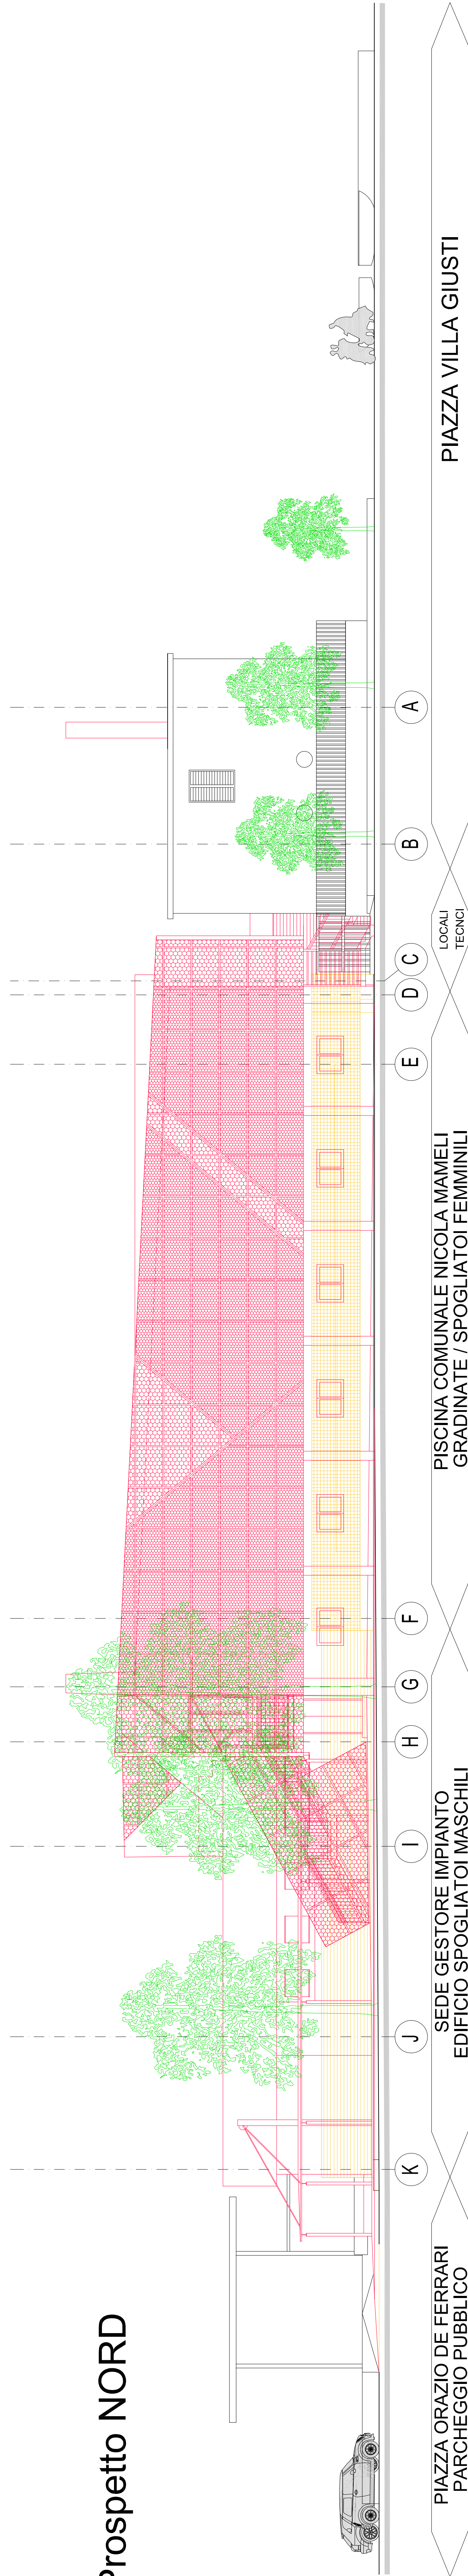 Prospetto NORD
K
J
I
H
G
F
E
D
C
B
A
PIAZZA ORAZIO DE FERRARI
PARCHEGGIO PUBBLICO
SEDE GESTORE IMPIANTO
EDIFICIO SPOGLIATOI MASCHILI
PISCINA COMUNALE NICOLA MAMELI
GRADINATE / SPOGLIATOI FEMMINILI
LOCALI
TECNCI
PIAZZA VILLA GIUSTI